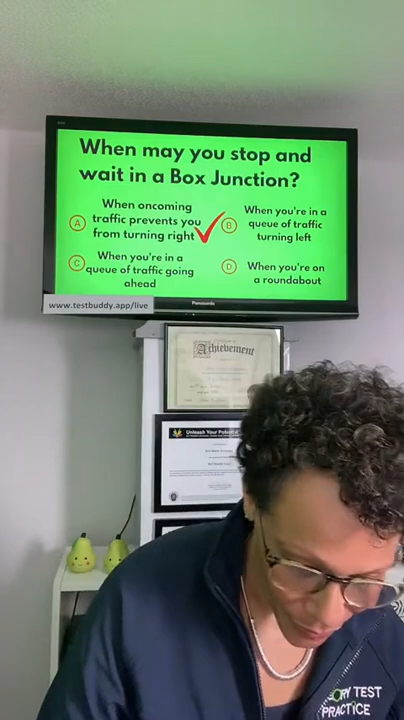 When may you stop and
wait in a Box Junction?
A
When oncoming
traffic prevents you
from turning right
B
When you're in a
queue of traffic
turning left
C
When you're in a
queue of traffic going
ahead
D
When you're on
a roundabout
www.testbuddy.app/live
Panasonic
Achievement
Unleash Your Potential
ORY TEST
PRACTICE